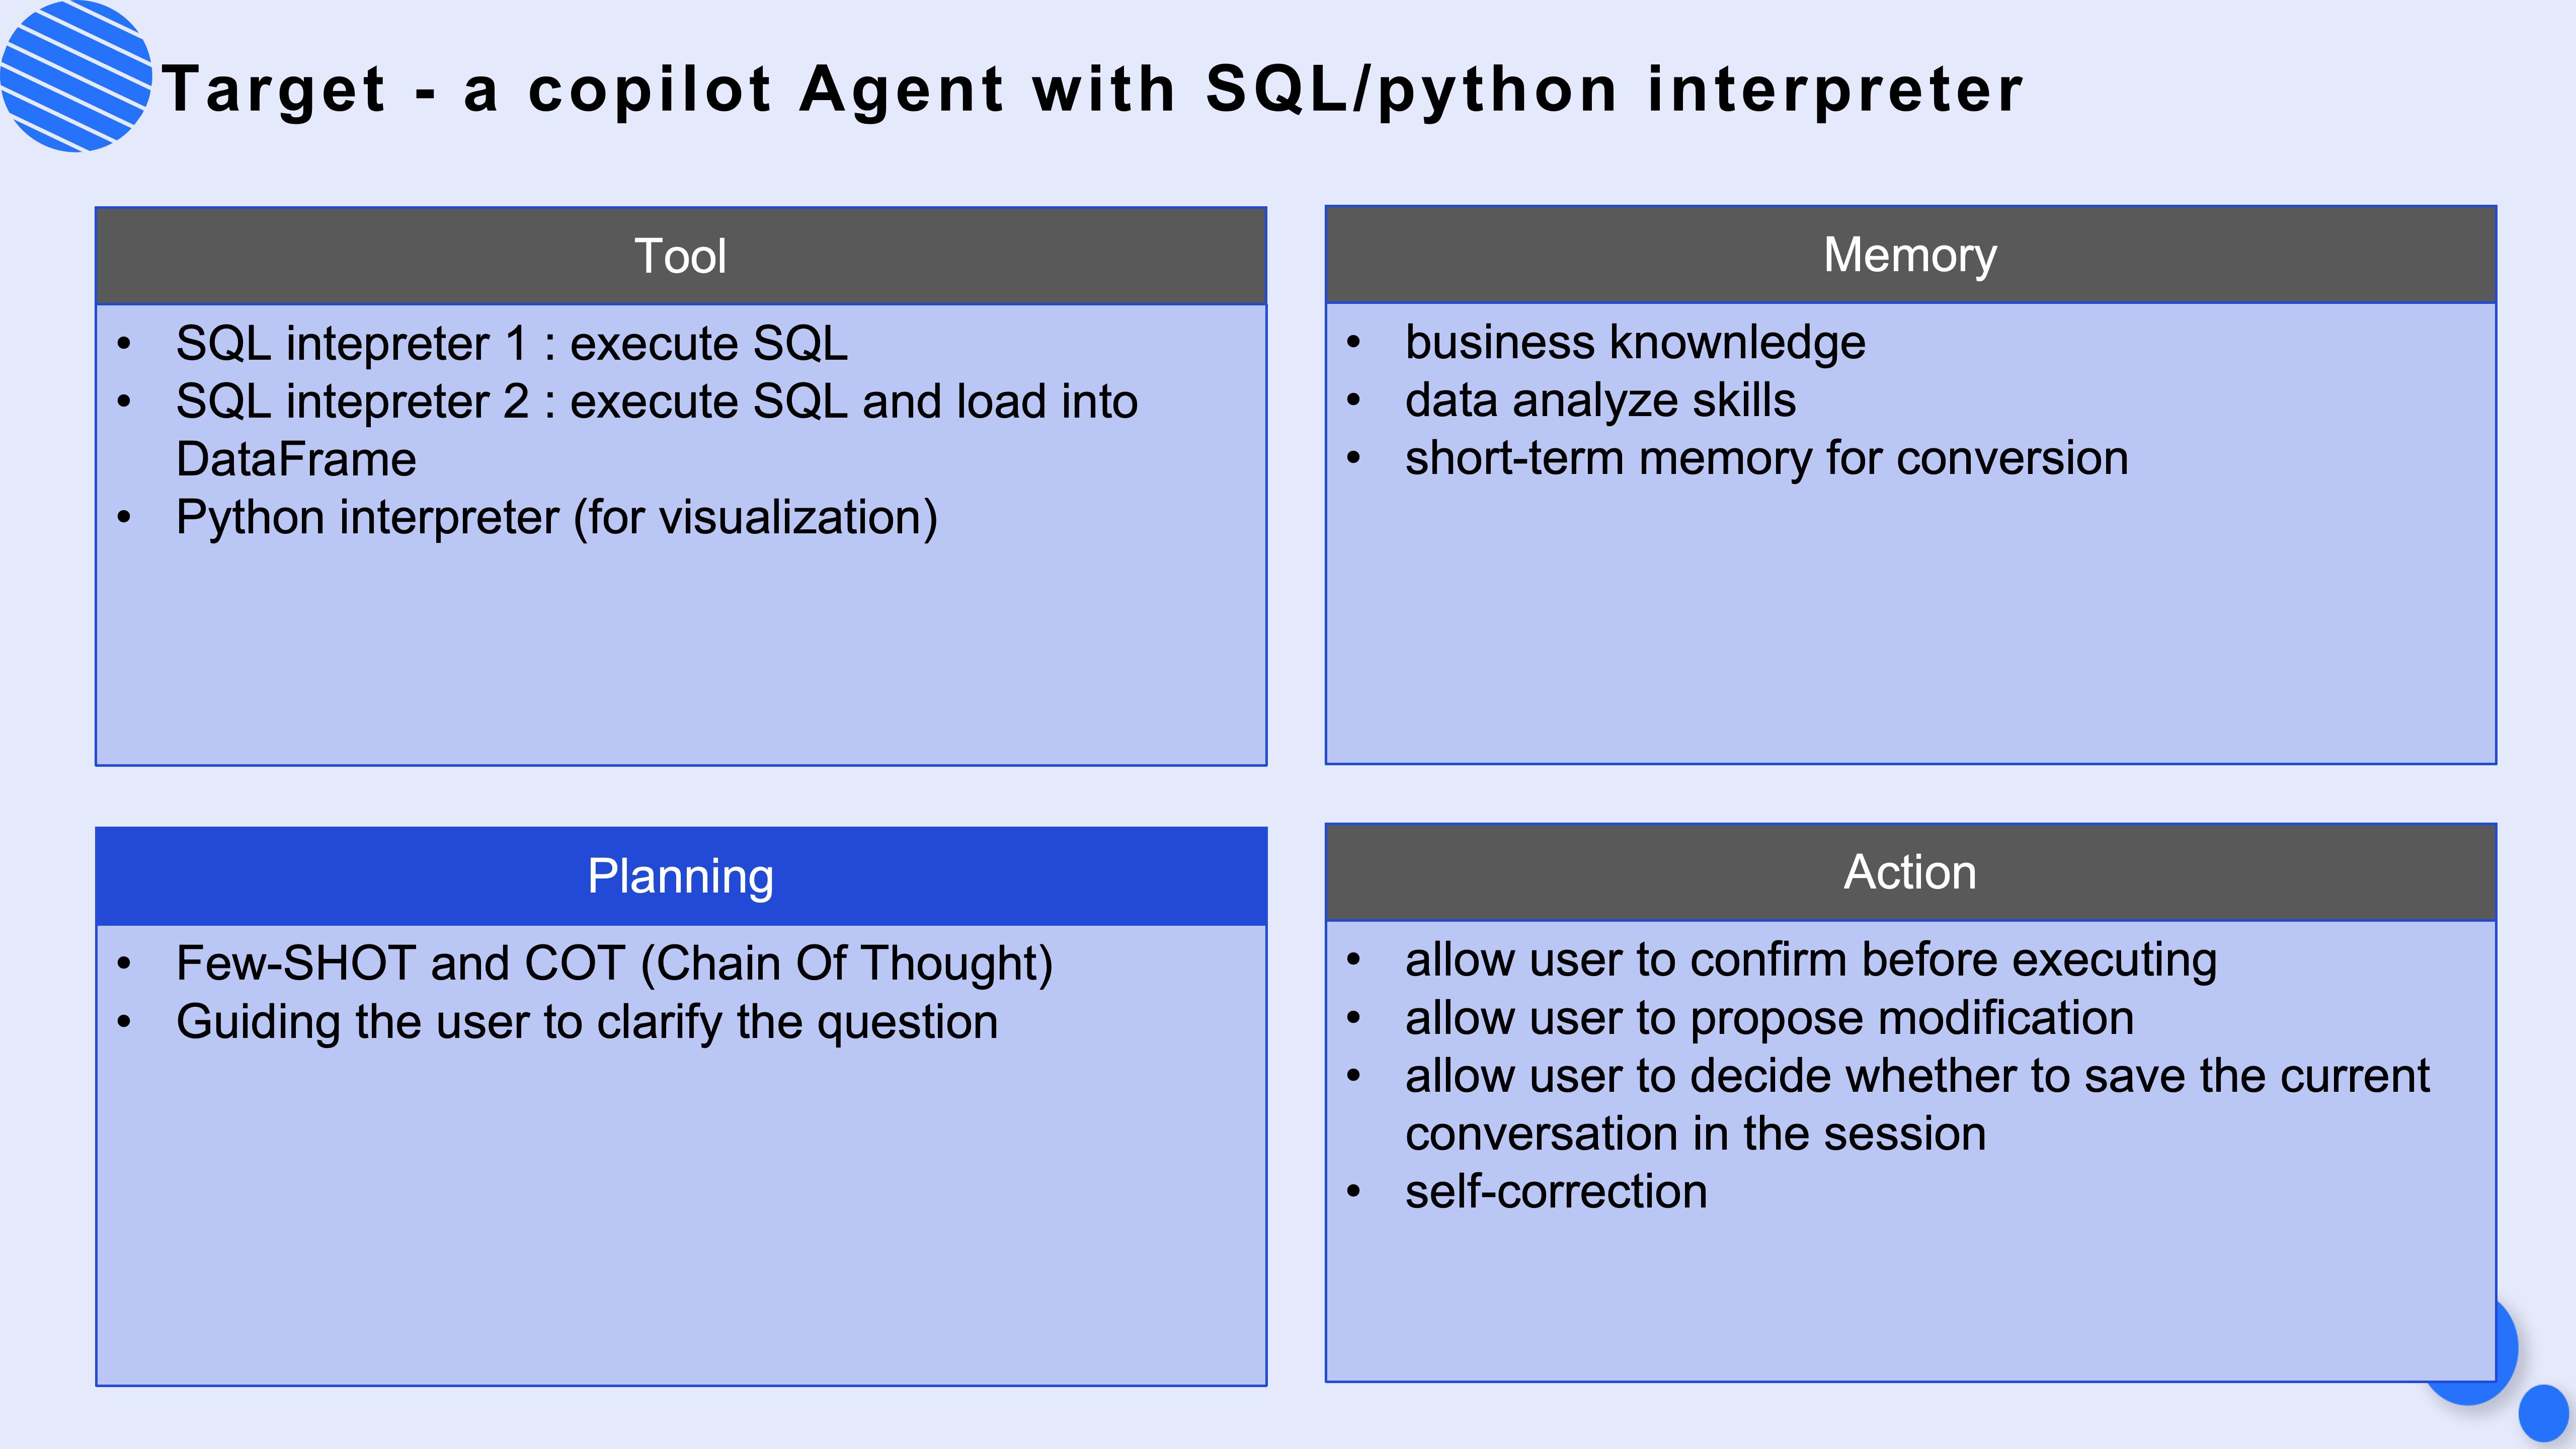 Target - a copilot Agent with SQL/python interpreter
Tool
• SQL intepreter 1 : execute SQL
• SQL intepreter 2 : execute SQL and load into
DataFrame
• Python interpreter (for visualization)
Memory
• business knownledge
• data analyze skills
• short-term memory for conversion
Planning
• Few-SHOT and COT (Chain Of Thought)
• Guiding the user to clarify the question
Action
• allow user to confirm before executing
• allow user to propose modification
• allow user to decide whether to save the current
conversation in the session
• self-correction